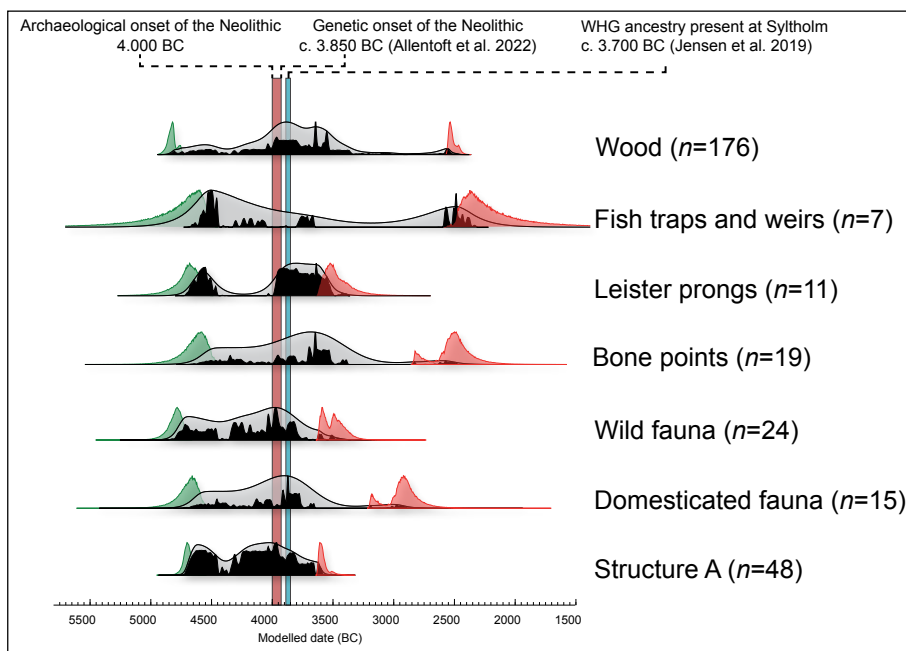 Archaeological onset of the Neolithic
4.000 BC
Genetic onset of the Neolithic
c. 3.850 BC (Allentoft et al. 2022)
WHG ancestry present at Syltholm
c. 3.700 BC (Jensen et al. 2019)
Wood (n=176)
Fish traps and weirs (n=7)
Leister prongs (n=11)
Bone points (n=19)
Wild fauna (n=24)
Domesticated fauna (n=15)
Structure A (n=48)
5500 5000 4500 4000 3500 3000 2500 2000 1500
Modelled date (BC)